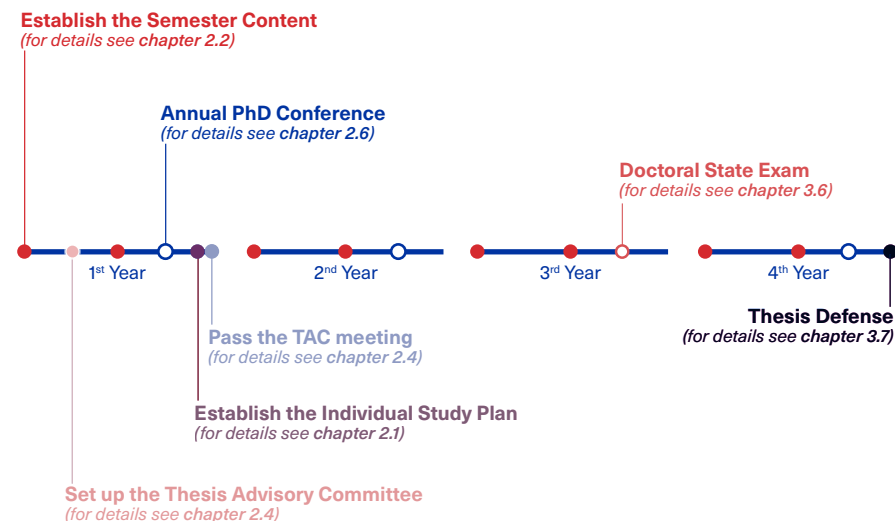 Establish the Semester Content
(for details see chapter 2.2)
Annual PhD Conference
(for details see chapter 2.6)
Doctoral State Exam
(for details see chapter 3.6)
1st Year
2nd Year
3rd Year
4th Year
Thesis Defense
(for details see chapter 3.7)
Pass the TAC meeting
(for details see chapter 2.4)
Establish the Individual Study Plan
(for details see chapter 2.1)
Set up the Thesis Advisory Committee
(for details see chapter 2.4)